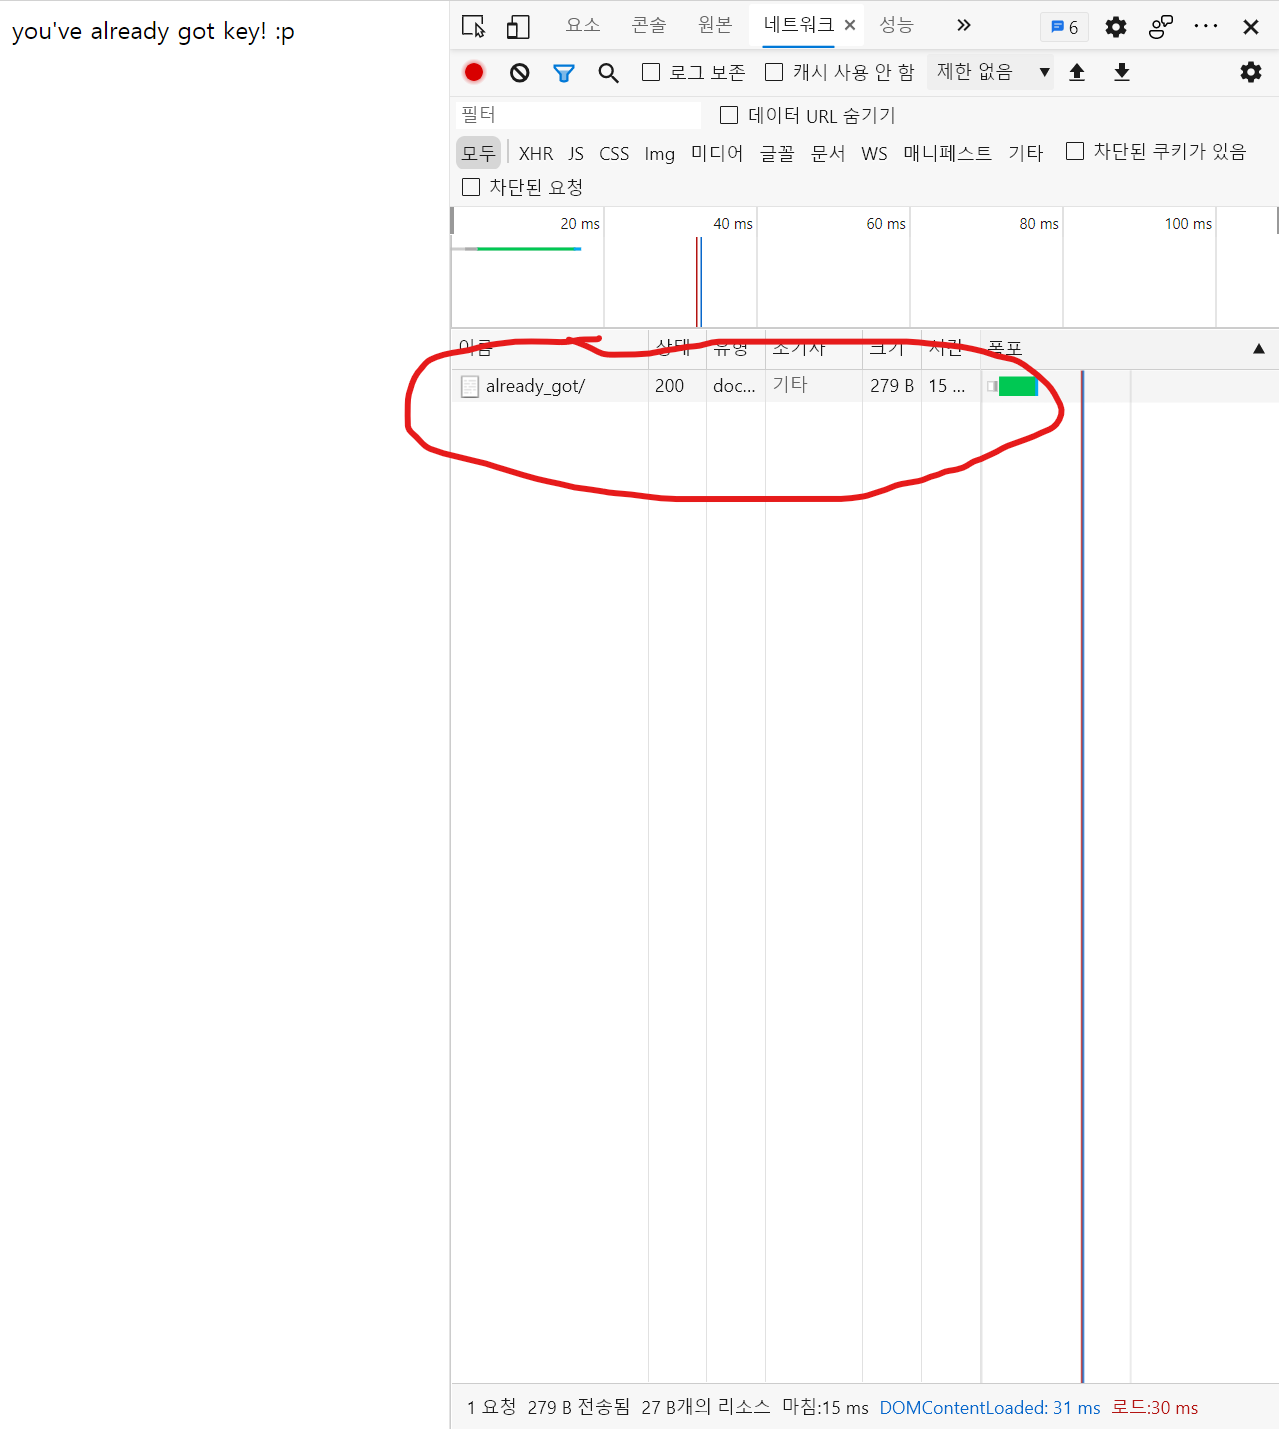 you've already got key! :p
요소 콘솔 원본 네트워크 성능 6
로그 보존 캐시 사용 안 함 제한 없음
필터 데이터 URL 숨기기
모두 XHR JS CSS Img 미디어 글꼴 문서 WS 매니페스트 기타 차단된 쿠키가 있음
차단된 요청
20 ms 40 ms 60 ms 80 ms 100 ms
이름 상태 유형 초기자 크기 시간 폭포
already_got/ 200 doc... 기타 279 B 15 ...
1 요청 279 B 전송됨 27 B개의 리소스 마침:15 ms DOMContentLoaded: 31 ms 로드:30 ms